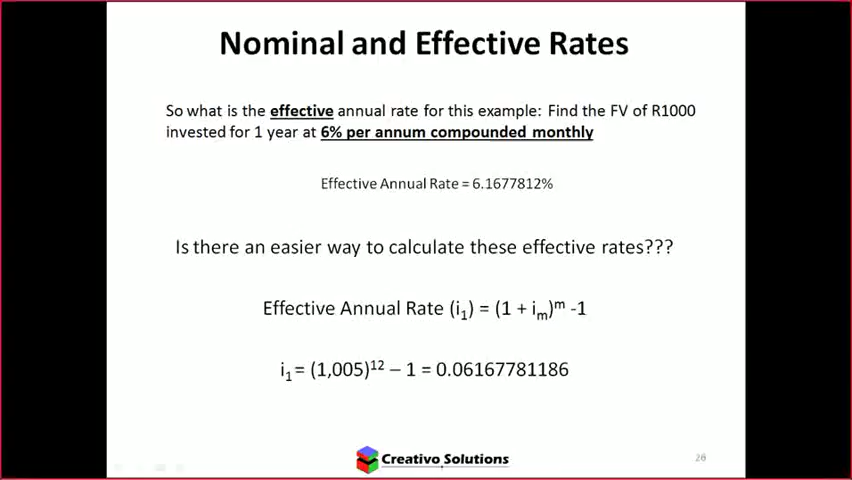 Nominal and Effective Rates
So what is the effective annual rate for this example: Find the FV of R1000
invested for 1 year at 6% per annum compounded monthly
Effective Annual Rate = 6.1677812%
Is there an easier way to calculate these effective rates???
Effective Annual Rate (i₁) = (1 + iₘ)ᵐ -1
i₁= (1,005)¹² – 1 = 0.06167781186
Creativo Solutions
20